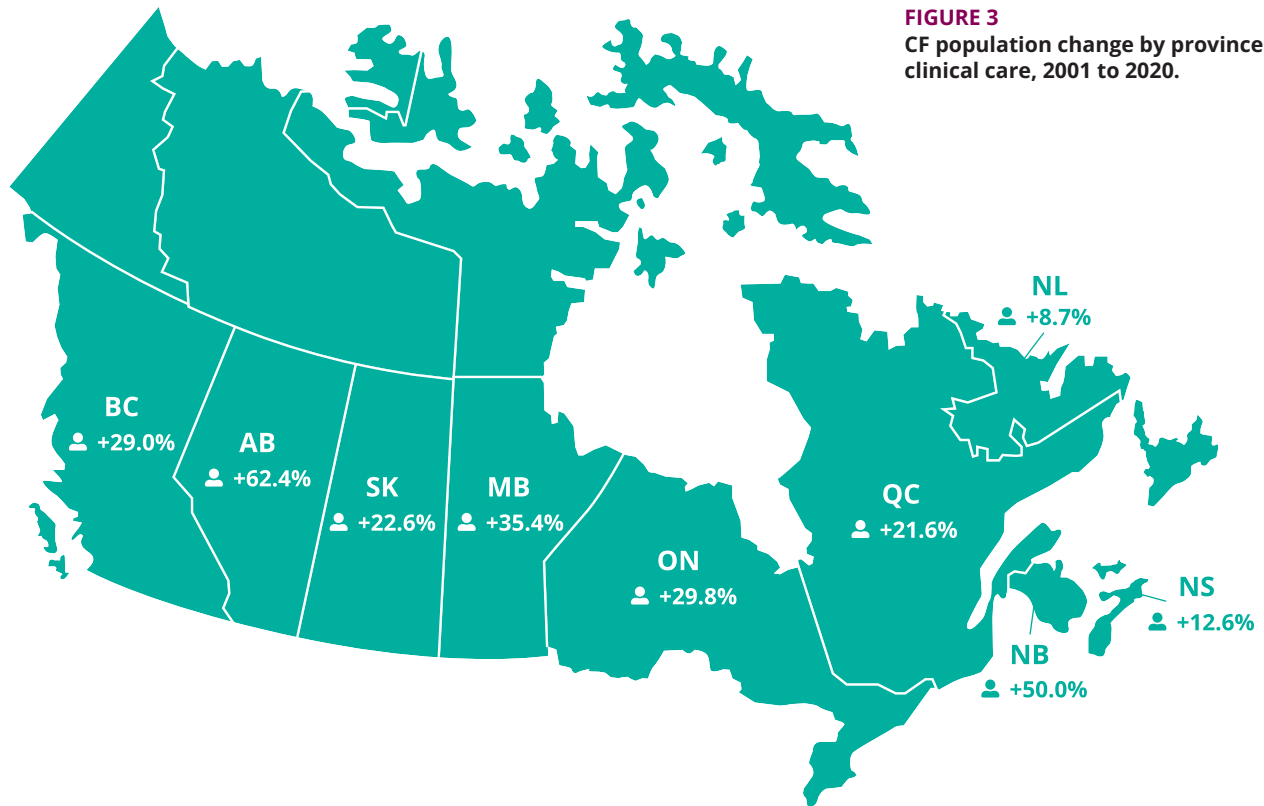 FIGURE 3
CF population change by province
clinical care, 2001 to 2020.
NL
+8.7%
BC
+29.0%
AB
+62.4%
SK
+22.6%
MB
+35.4%
QC
+21.6%
ON
+29.8%
NS
+12.6%
NB
+50.0%